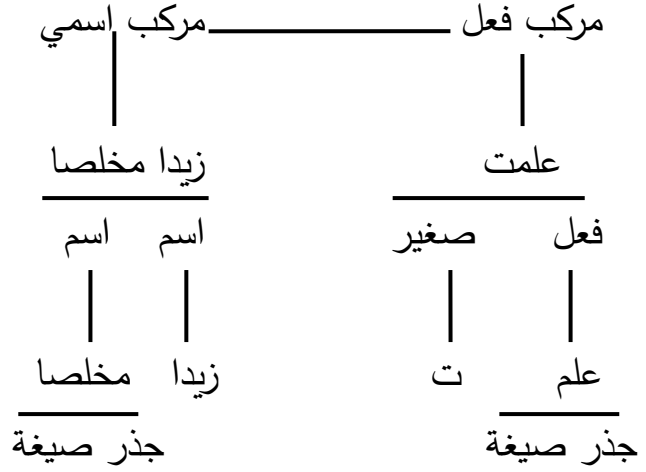 مركب فعل مركب اسمي
علمت زيدا مخلصا
فعل صغير اسم اسم
علم ت زيدا مخلصا
جذر صيغة جذر صيغة